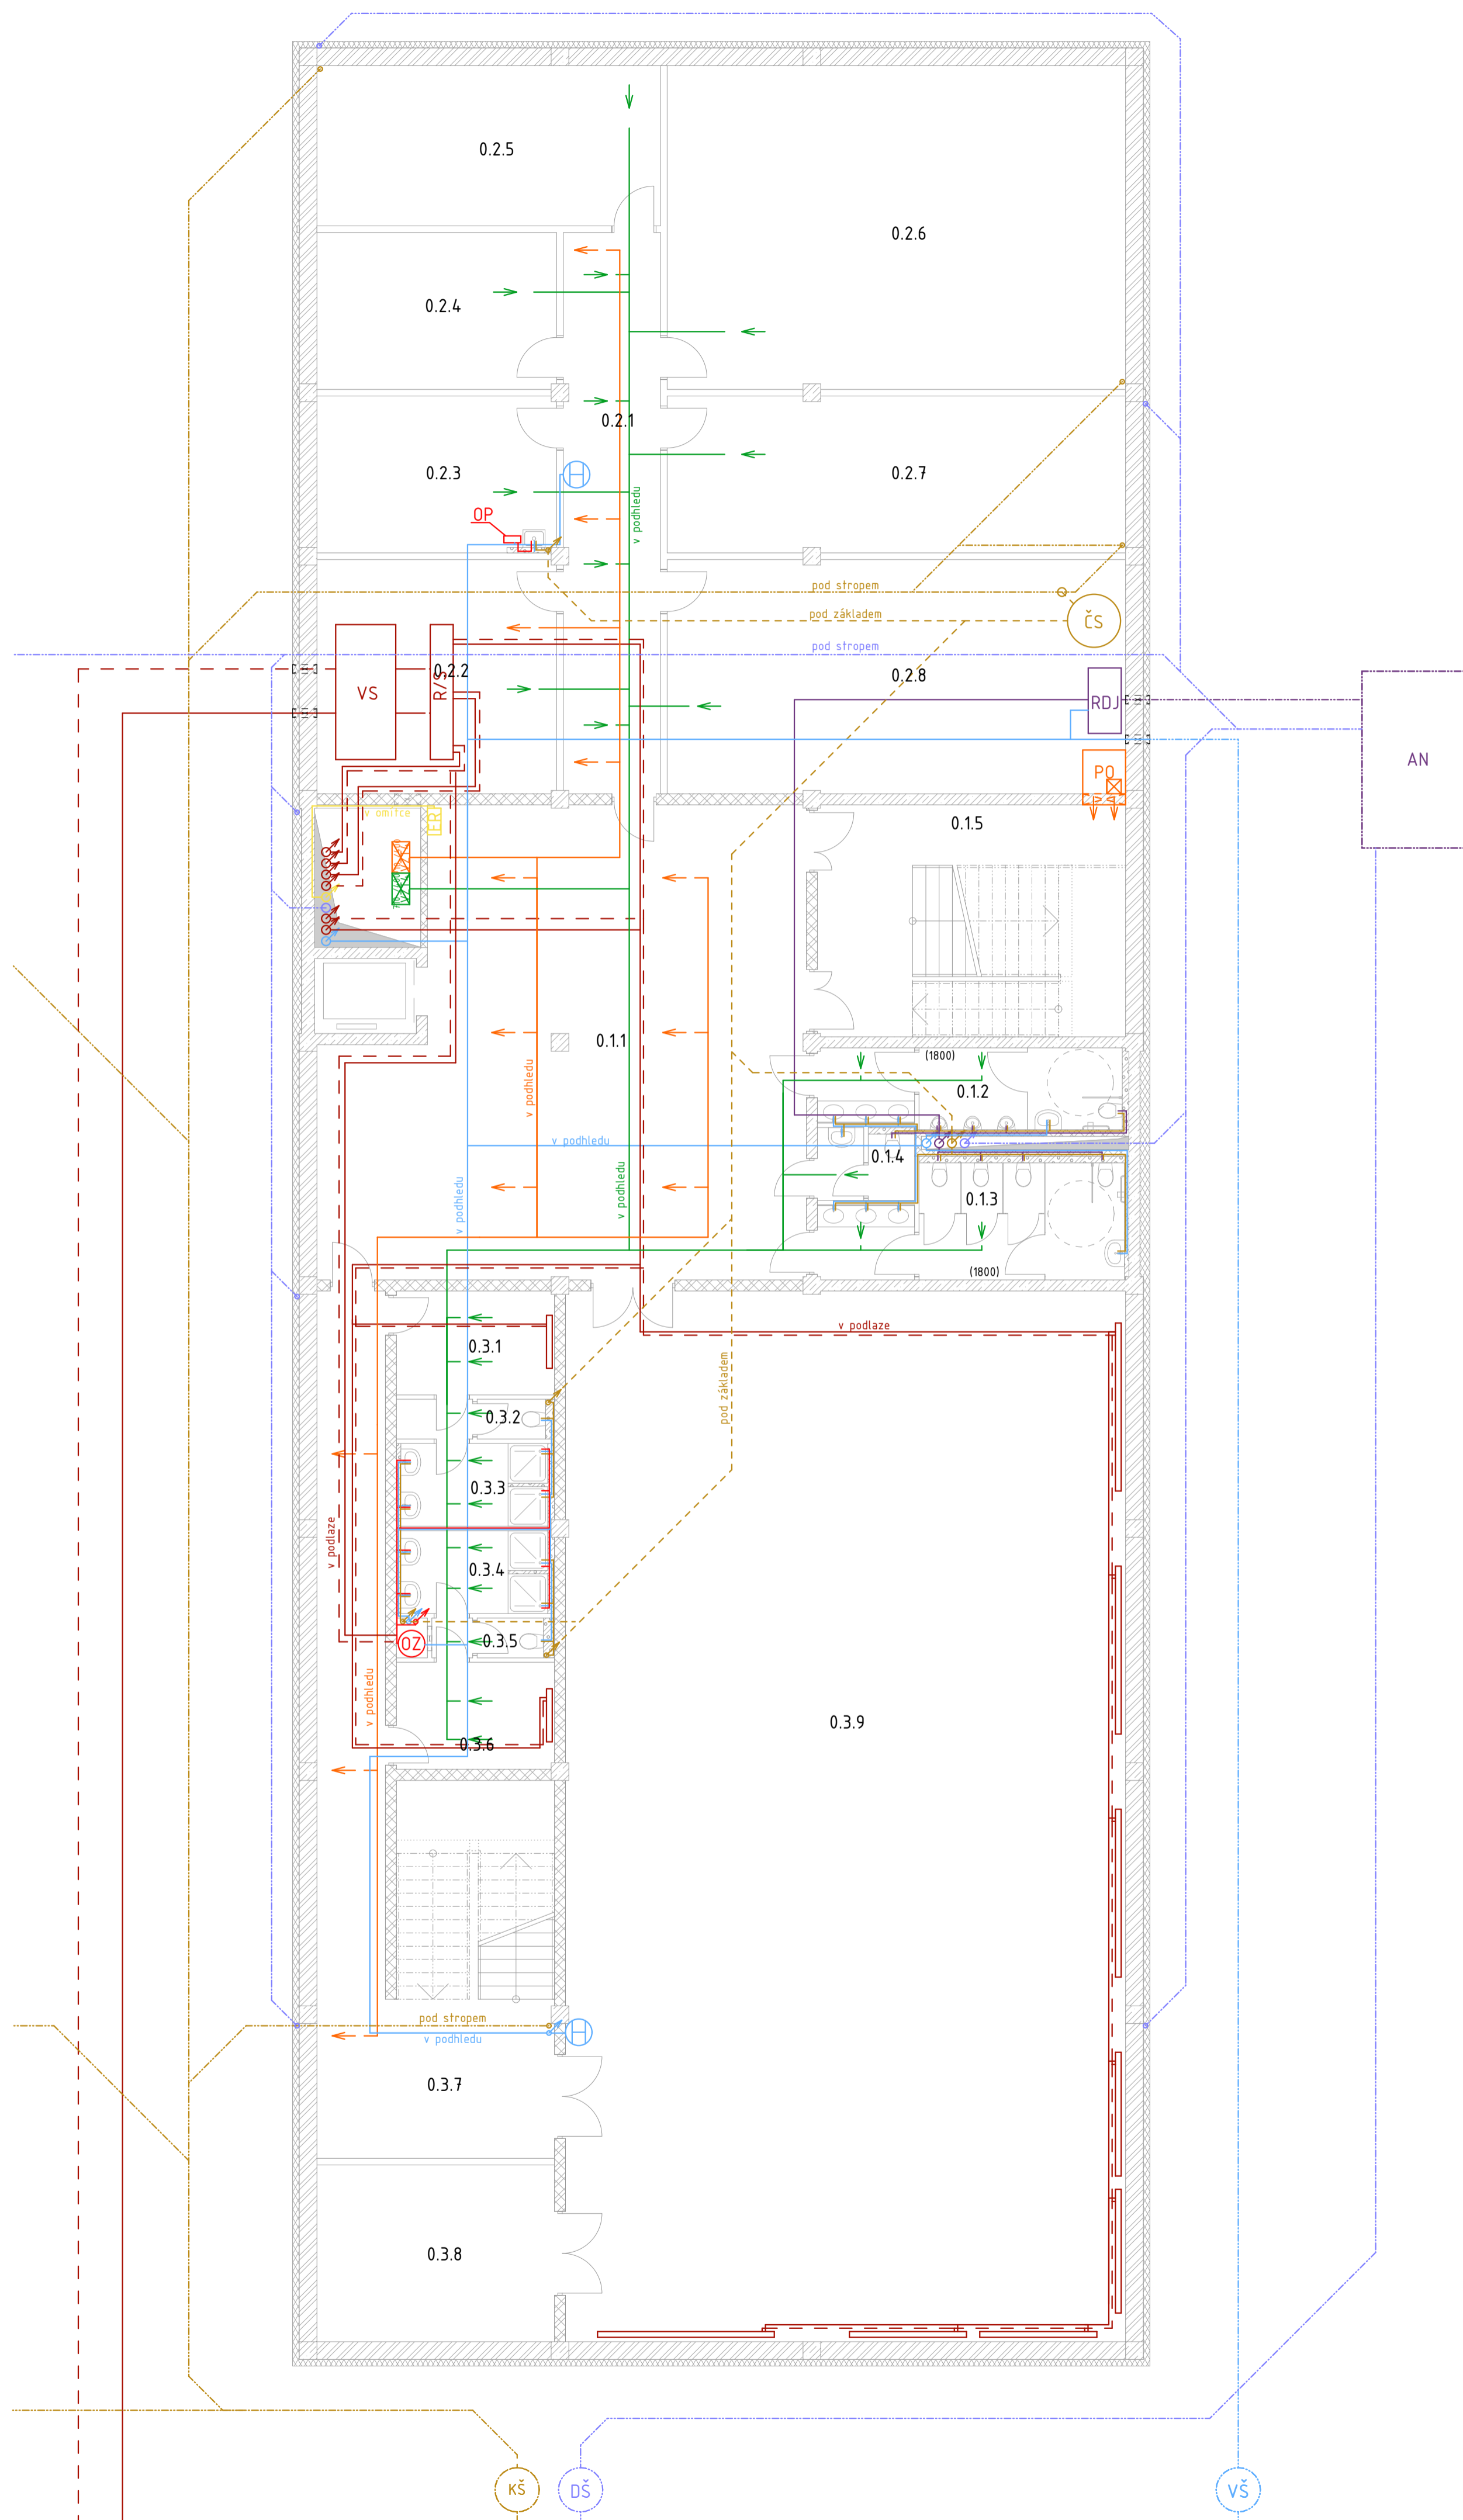 0.2.5
0.2.6
0.2.4
0.2.1
0.2.3
0.2.7
H
OP
v podhledu
pod stropem
pod základem
ČS
pod stropem
0.2.2
R/S
VS
0.2.8
RDJ
AN
PO
v omítce
ER
0.1.5
0.1.1
(1800)
0.1.2
v podhledu
v podhledu
0.1.4
v podhledu
v podhledu
0.1.3
(1800)
v podlaze
0.3.1
pod základem
0.3.2
0.3.3
v podlaze
0.3.4
0.3.5
OZ
v podhledu
0.3.9
0.3.6
pod stropem
v podhledu
H
0.3.7
0.3.8
KŠ
DŠ
VŠ